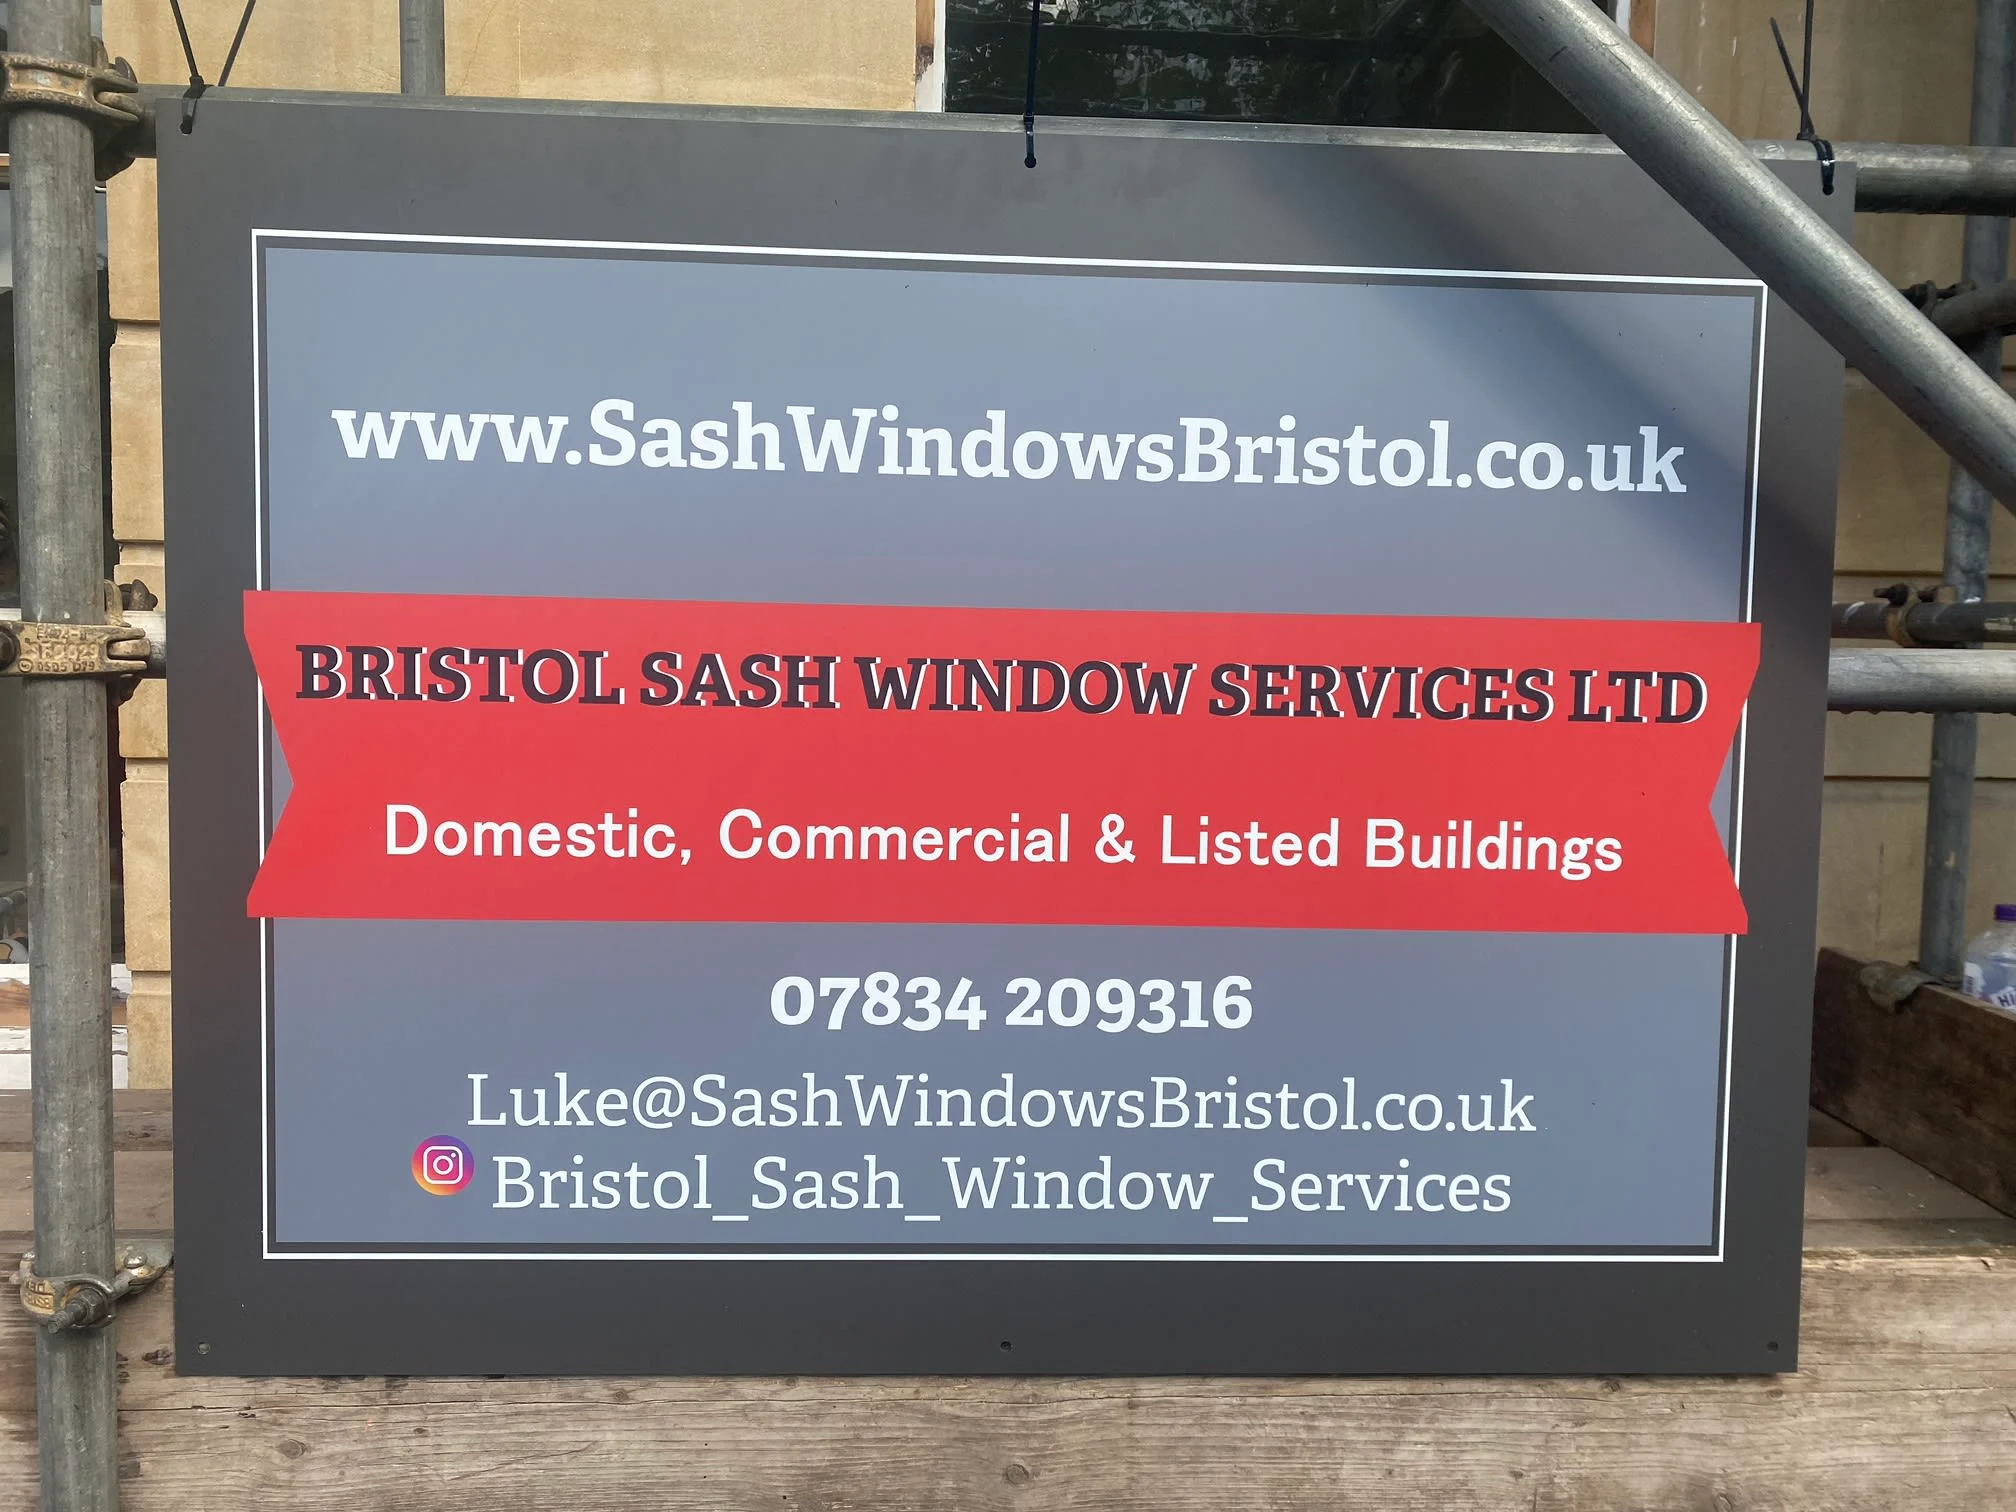 www.SashWindowsBristol.co.uk
BRISTOL SASH WINDOW SERVICES LTD
Domestic, Commercial & Listed Buildings
07834 209316
Luke@SashWindowsBristol.co.uk
Bristol_Sash_Window_Services